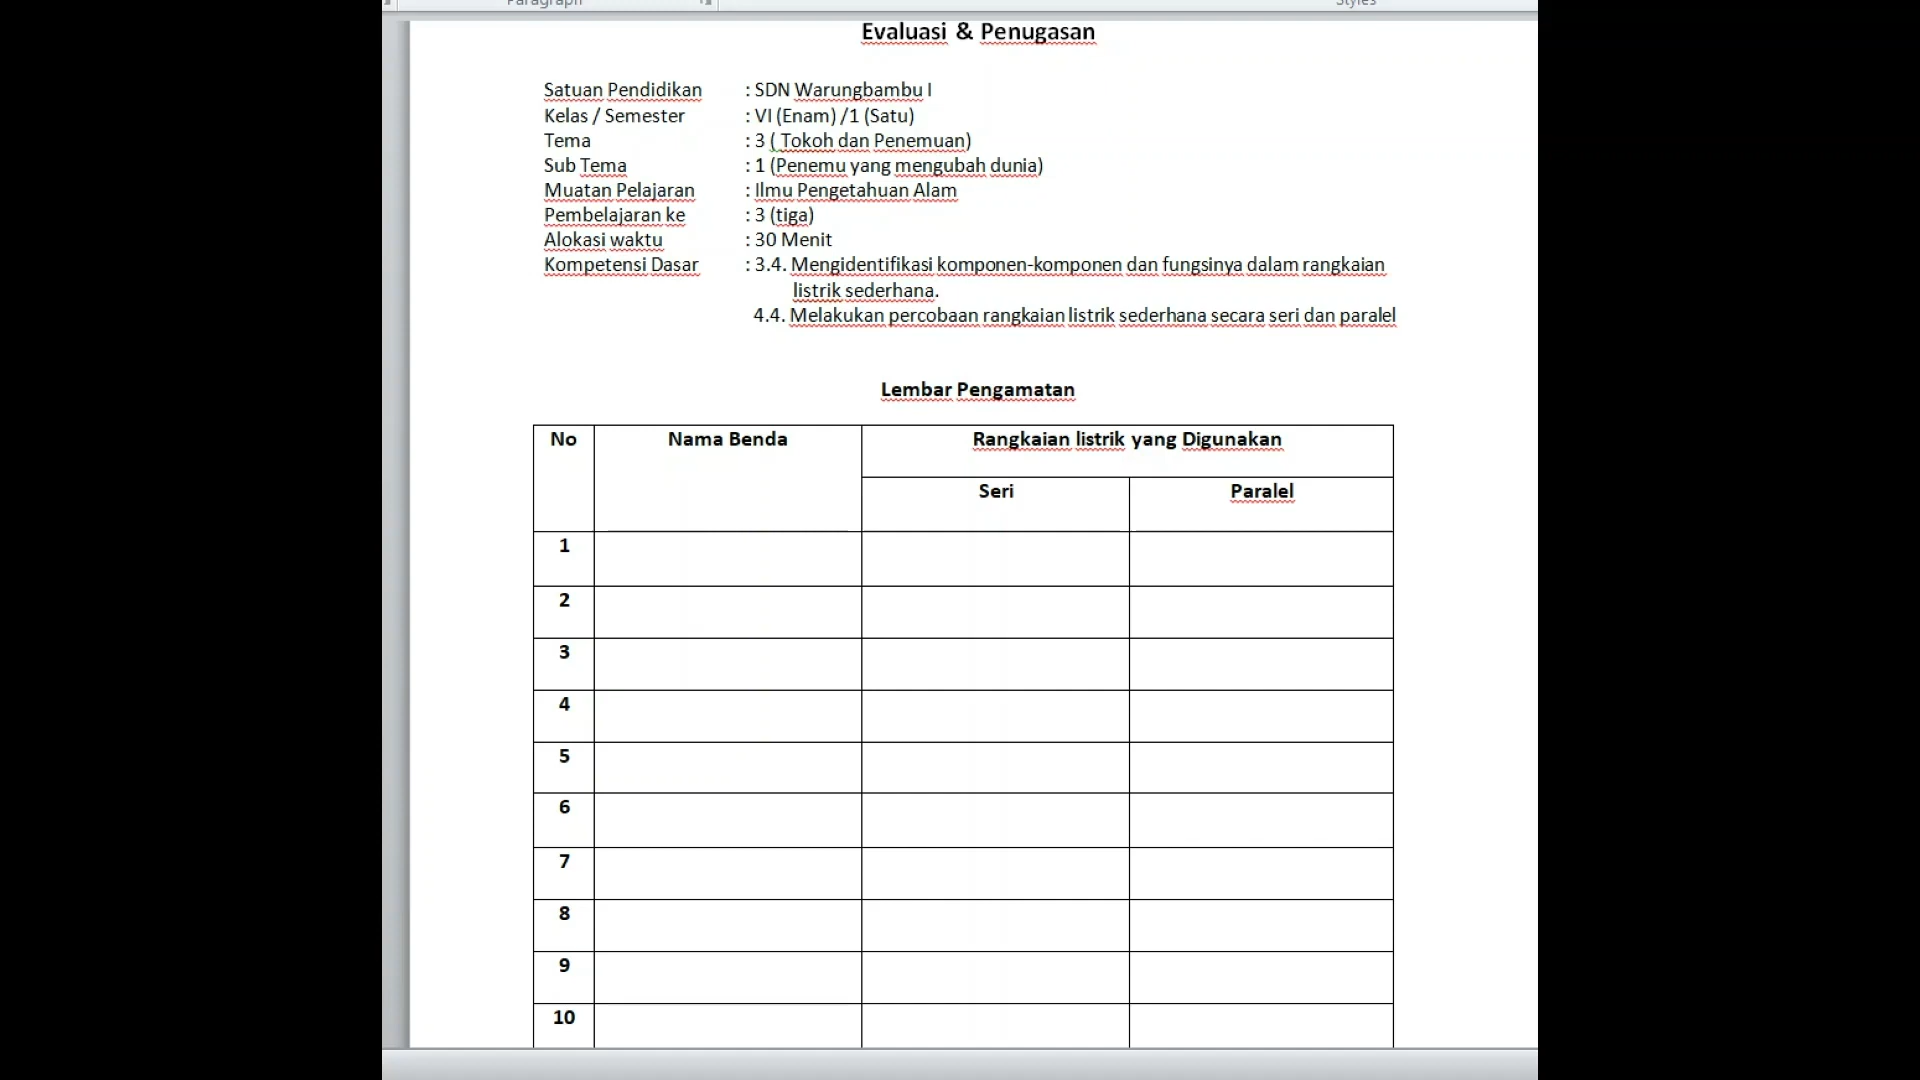 Paragraph
Styles
Evaluasi & Penugasan
Satuan Pendidikan : SDN Warungbambu I
Kelas / Semester : VI (Enam) /1 (Satu)
Tema : 3 ( Tokoh dan Penemuan)
Sub Tema : 1 (Penemu yang mengubah dunia)
Muatan Pelajaran : Ilmu Pengetahuan Alam
Pembelajaran ke : 3 (tiga)
Alokasi waktu : 30 Menit
Kompetensi Dasar : 3.4. Mengidentifikasi komponen-komponen dan fungsinya dalam rangkaian
listrik sederhana.
4.4. Melakukan percobaan rangkaian listrik sederhana secara seri dan paralel
Lembar Pengamatan
No Nama Benda Rangkaian listrik yang Digunakan
Seri Paralel
1
2
3
4
5
6
7
8
9
10